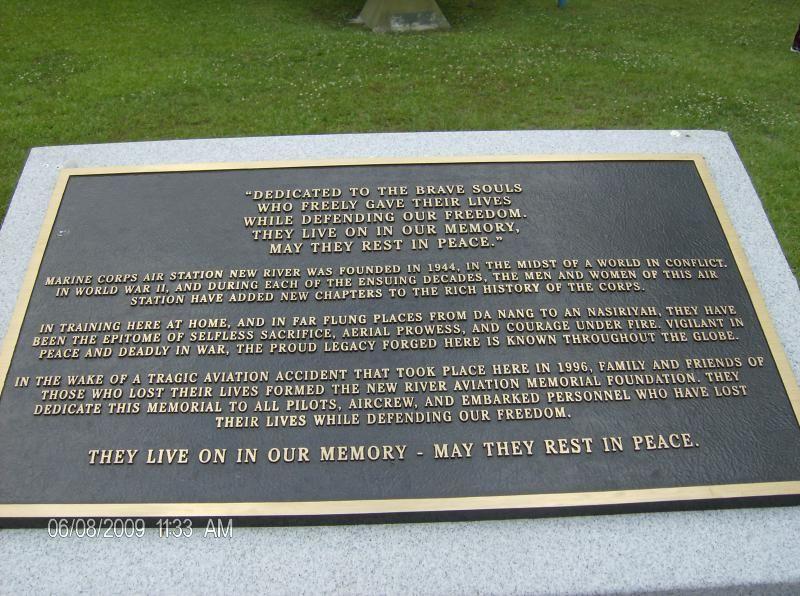 "DEDICATED TO THE BRAVE SOULS
WHO FREELY GAVE THEIR LIVES
WHILE DEFENDING OUR FREEDOM.
THEY LIVE ON IN OUR MEMORY,
MAY THEY REST IN PEACE."
MARINE CORPS AIR STATION NEW RIVER WAS FOUNDED IN 1944, IN THE MIDST OF A WORLD IN CONFLICT.
IN WORLD WAR II, AND DURING EACH OF THE ENSUING DECADES, THE MEN AND WOMEN OF THIS AIR
STATION HAVE ADDED NEW CHAPTERS TO THE RICH HISTORY OF THE CORPS.
IN TRAINING HERE AT HOME, AND IN FAR FLUNG PLACES FROM DA NANG TO AN NASIRIYAH, THEY HAVE
BEEN THE EPITOME OF SELFLESS SACRIFICE, AERIAL PROWESS, AND COURAGE UNDER FIRE. VIGILANT IN
PEACE AND DEADLY IN WAR, THE PROUD LEGACY FORGED HERE IS KNOWN THROUGHOUT THE GLOBE.
IN THE WAKE OF A TRAGIC AVIATION ACCIDENT THAT TOOK PLACE HERE IN 1996, FAMILY AND FRIENDS OF
THOSE WHO LOST THEIR LIVES FORMED THE NEW RIVER AVIATION MEMORIAL FOUNDATION. THEY
DEDICATE THIS MEMORIAL TO ALL PILOTS, AIRCREW, AND EMBARKED PERSONNEL WHO HAVE LOST
THEIR LIVES WHILE DEFENDING OUR FREEDOM.
THEY LIVE ON IN OUR MEMORY - MAY THEY REST IN PEACE.
06/08/2009 11:33 AM